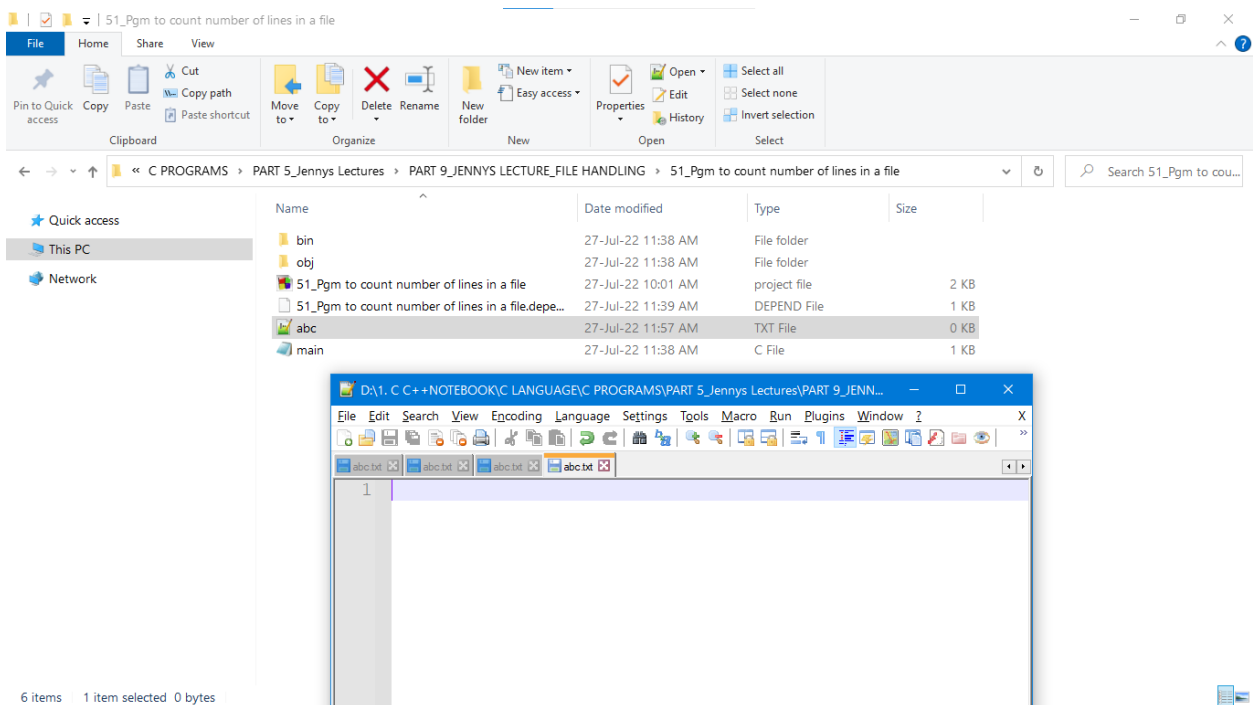 51_Pgm to count number of lines in a file
File Home Share View
Pin to Quick access
Copy
Paste
Cut
Copy path
Paste shortcut
Clipboard
Move to
Copy to
Delete
Rename
Organize
New folder
New item
Easy access
New
Properties
Open
Edit
History
Open
Select all
Select none
Invert selection
Select
« C PROGRAMS › PART 5_Jennys Lectures › PART 9_JENNYS LECTURE_FILE HANDLING › 51_Pgm to count number of lines in a file
Search 51_Pgm to cou...
Quick access
This PC
Network
Name Date modified Type Size
bin 27-Jul-22 11:38 AM File folder
obj 27-Jul-22 11:38 AM File folder
51_Pgm to count number of lines in a file 27-Jul-22 10:01 AM project file 2 KB
51_Pgm to count number of lines in a file.depe... 27-Jul-22 11:39 AM DEPEND File 1 KB
abc 27-Jul-22 11:57 AM TXT File 0 KB
main 27-Jul-22 11:38 AM C File 1 KB
D:\1. C C++NOTEBOOK\C LANGUAGE\C PROGRAMS\PART 5_Jennys Lectures\PART 9_JENN...
File Edit Search View Encoding Language Settings Tools Macro Run Plugins Window ? X
abc.txt abc.txt abc.txt abc.txt
1
6 items 1 item selected 0 bytes